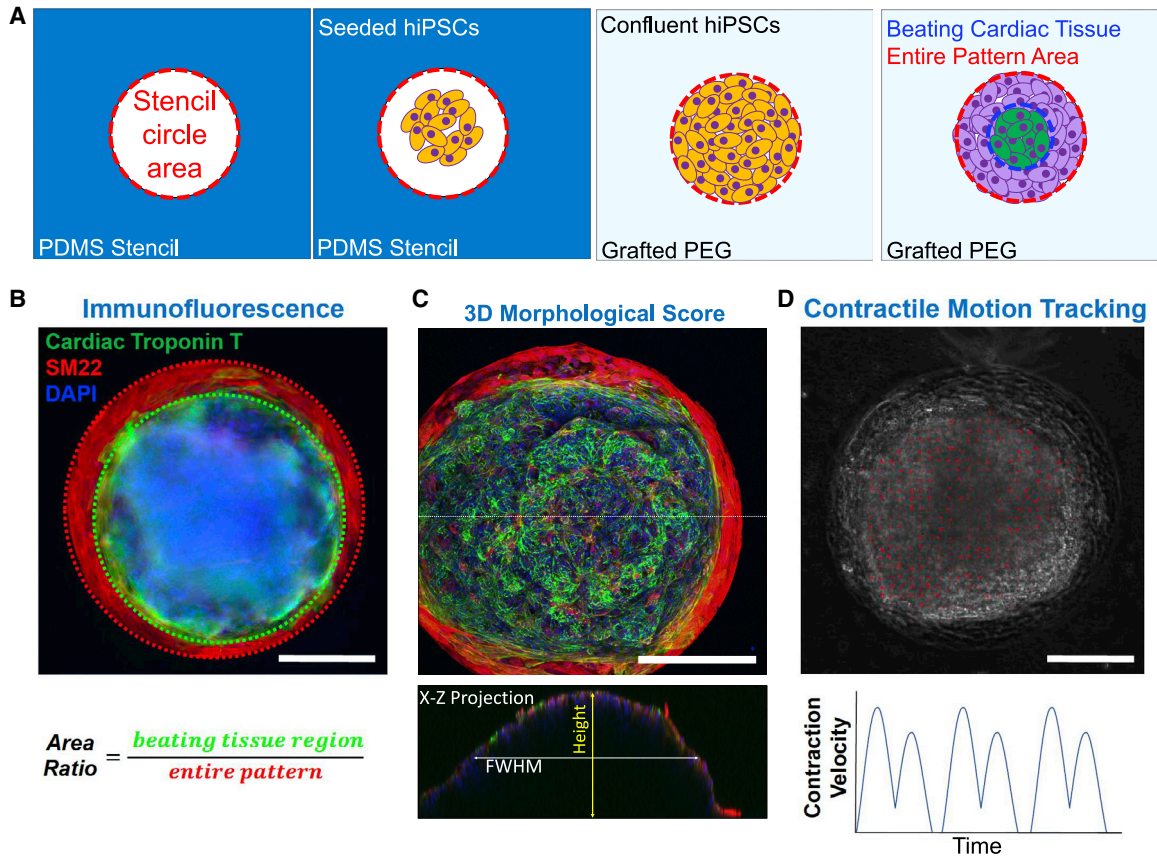 A
Stencil
circle
area
PDMS Stencil
Seeded hiPSCs
PDMS Stencil
Confluent hiPSCs
Grafted PEG
Beating Cardiac Tissue
Entire Pattern Area
Grafted PEG
B
Immunofluorescence
Cardiac Troponin T
SM22
DAPI
Area Ratio = beating tissue region / entire pattern
C
3D Morphological Score
X-Z Projection
Height
FWHM
D
Contractile Motion Tracking
Contraction
Velocity
Time